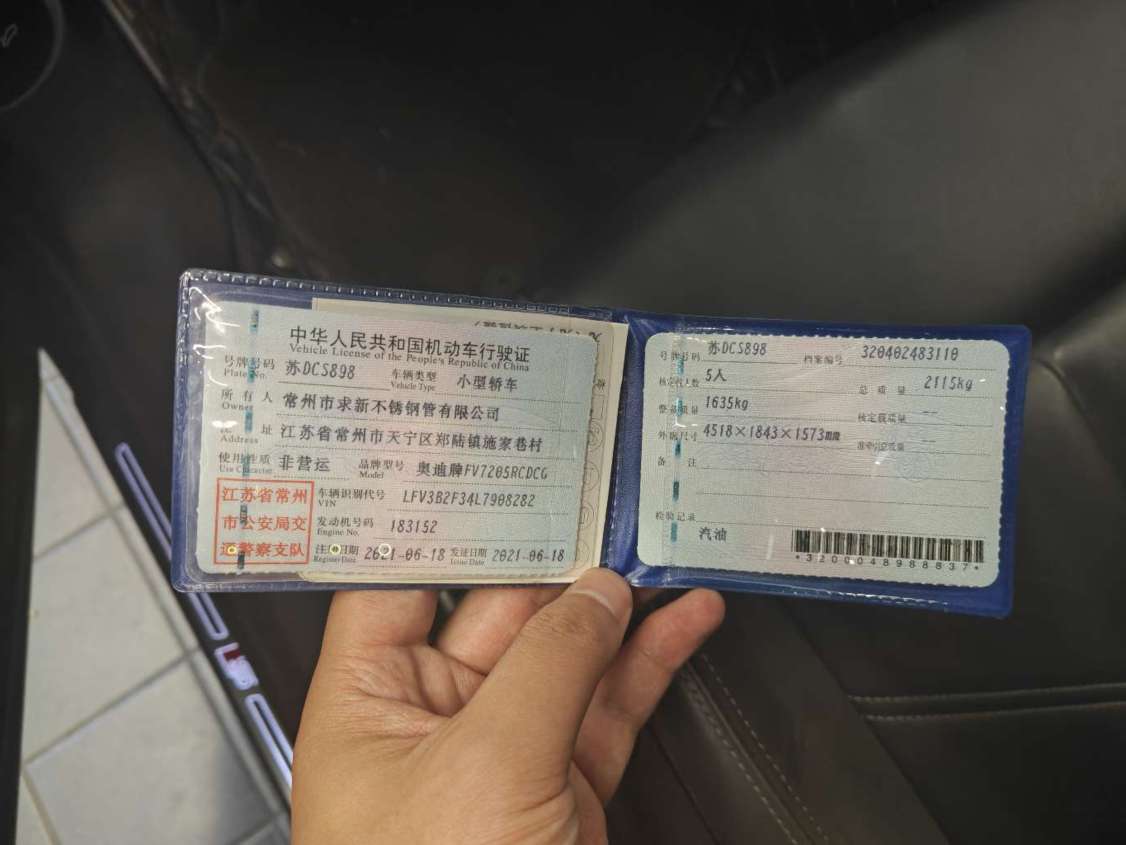 中华人民共和国机动车行驶证
Vehicle License of the People's Republic of China
号牌号码 苏DCS898 车辆类型 小型轿车
Plate No. Vehicle Type
所有人 常州市求新不锈钢管有限公司
Owner
址 江苏省常州市天宁区郑陆镇施家巷村
Address
使用性质 非营运 品牌型号 奥迪牌FV7205RCDCG
Use Character Model
江苏省常州
市公安局交
通警察支队
车辆识别代号 LFV3B2F34L7908282
VIN
发动机号码 183152
Engine No.
注册日期 2021-06-18 发证日期 2021-06-18
Register Date Issue Date
号牌号码 苏DCS898 档案编号 320402483110
核定载人数 5人 总质量 2115kg
整备质量 1635kg 核定载质量 --
外廓尺寸 4518×1843×1573mm 准牵引总质量
备注
检验记录
汽油
*3200048988837*